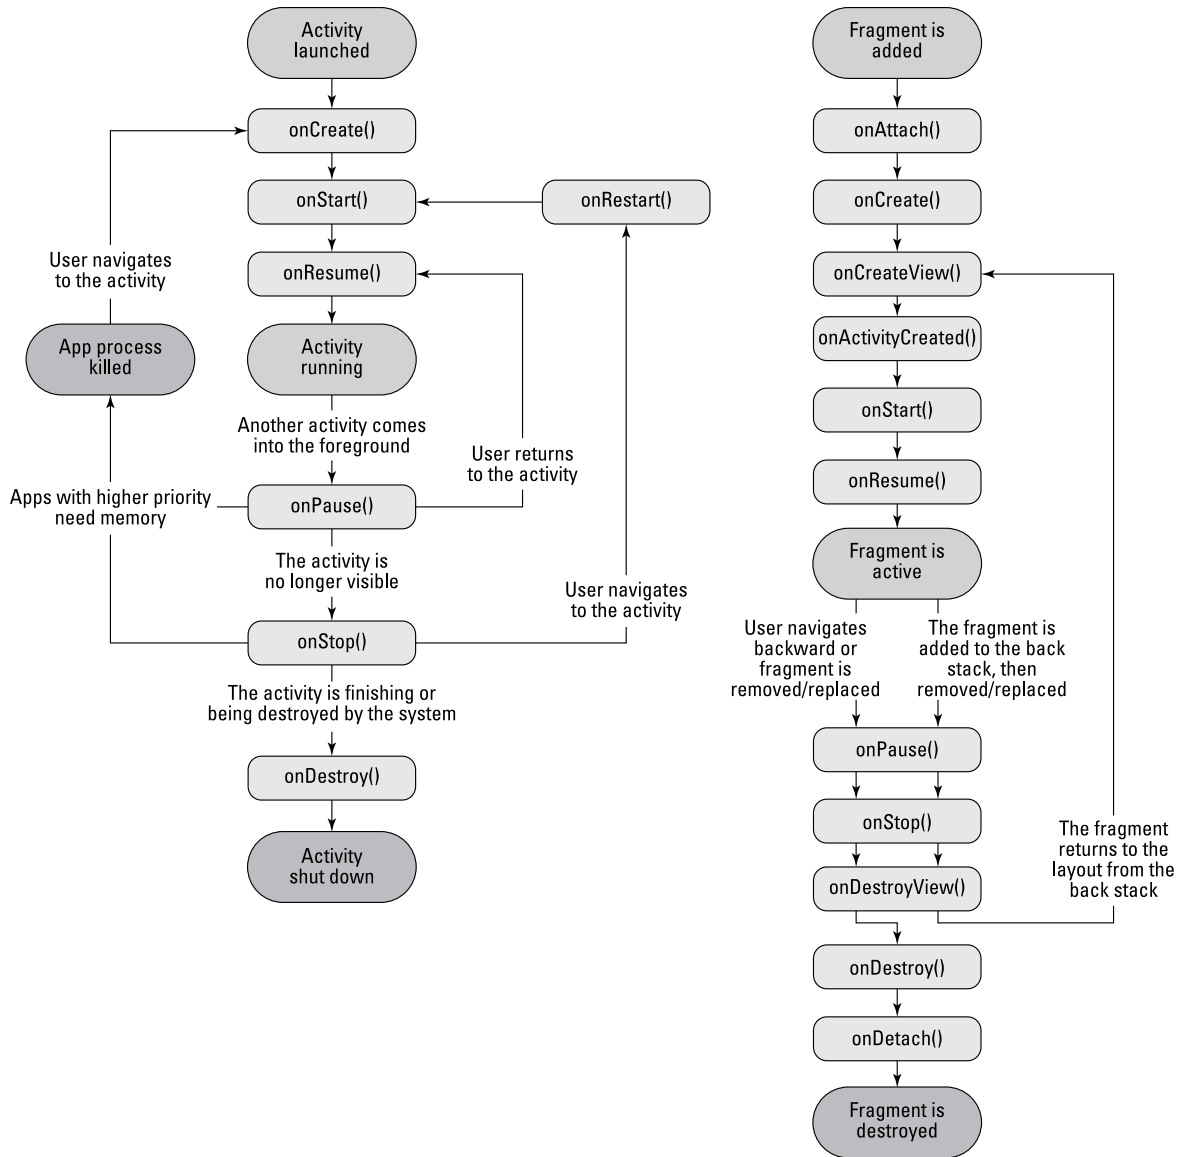 Activity
launched
onCreate()
onStart()
onRestart()
User navigates
to the activity
onResume()
App process
killed
Activity
running
Another activity comes
into the foreground
User returns
to the activity
Apps with higher priority
need memory
onPause()
The activity is
no longer visible
User navigates
to the activity
onStop()
The activity is finishing or
being destroyed by the system
onDestroy()
Activity
shut down
Fragment is
added
onAttach()
onCreate()
onCreateView()
onActivityCreated()
onStart()
onResume()
Fragment is
active
User navigates
backward or
fragment is
removed/replaced
The fragment is
added to the back
stack, then
removed/replaced
onPause()
onStop()
onDestroyView()
The fragment
returns to the
layout from the
back stack
onDestroy()
onDetach()
Fragment is
destroyed